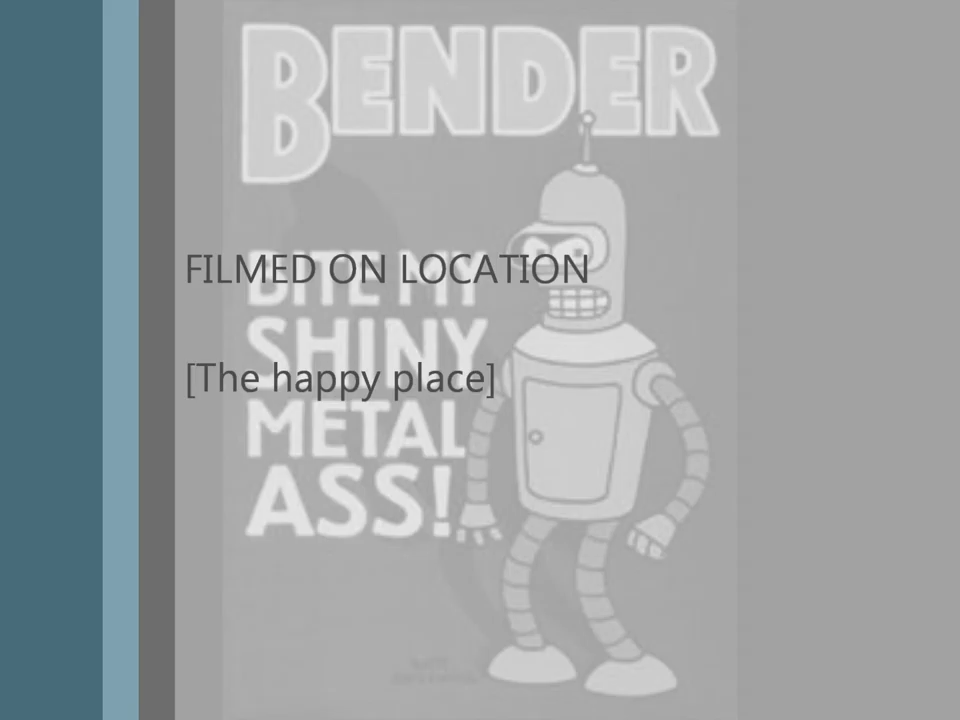 BENDER
FILMED ON LOCATION
BITE MY
SHINY
[The happy place]
METAL
ASS!